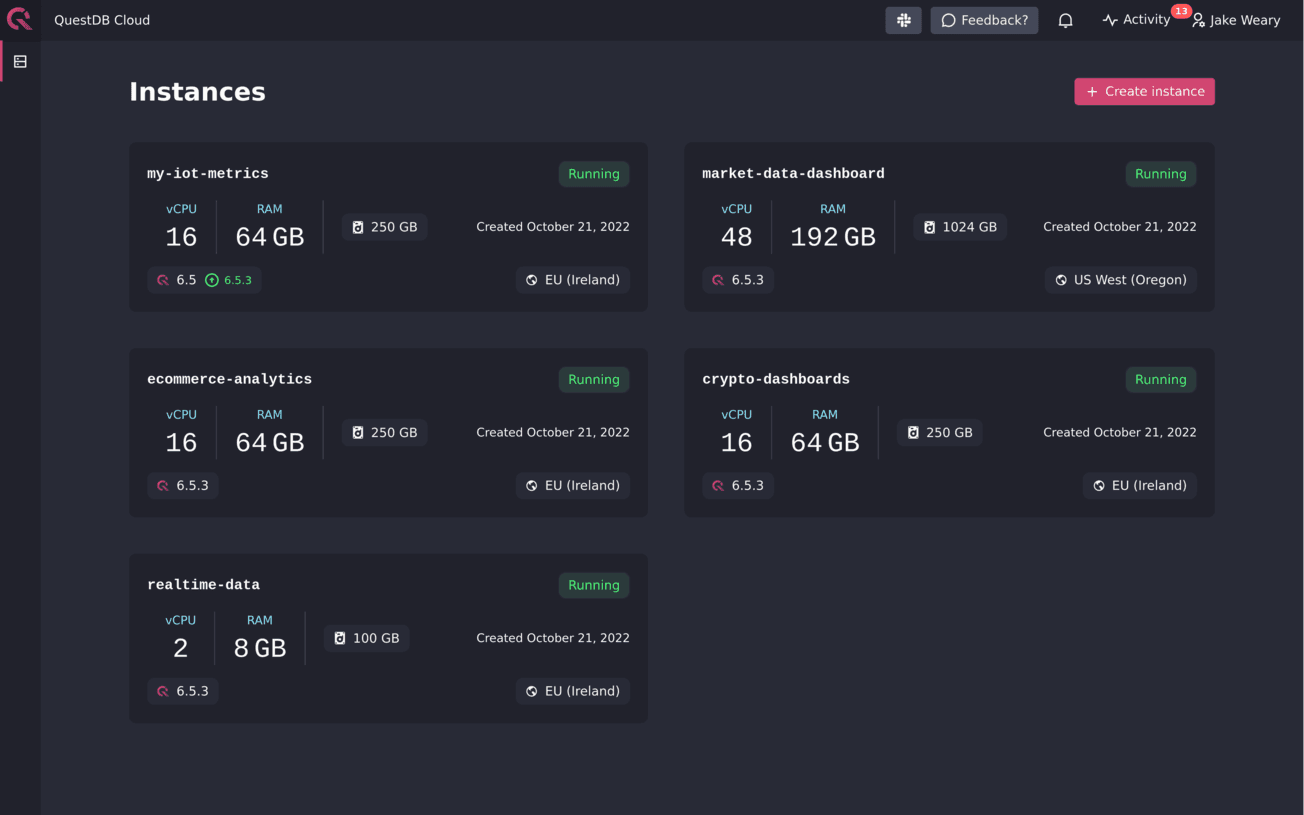 QuestDB Cloud
Feedback?
Activity 13
Jake Weary
Instances
+ Create instance
my-iot-metrics Running
vCPU RAM
16 64 GB 250 GB Created October 21, 2022
6.5 6.5.3 EU (Ireland)
market-data-dashboard Running
vCPU RAM
48 192 GB 1024 GB Created October 21, 2022
6.5.3 US West (Oregon)
ecommerce-analytics Running
vCPU RAM
16 64 GB 250 GB Created October 21, 2022
6.5.3 EU (Ireland)
crypto-dashboards Running
vCPU RAM
16 64 GB 250 GB Created October 21, 2022
6.5.3 EU (Ireland)
realtime-data Running
vCPU RAM
2 8 GB 100 GB Created October 21, 2022
6.5.3 EU (Ireland)